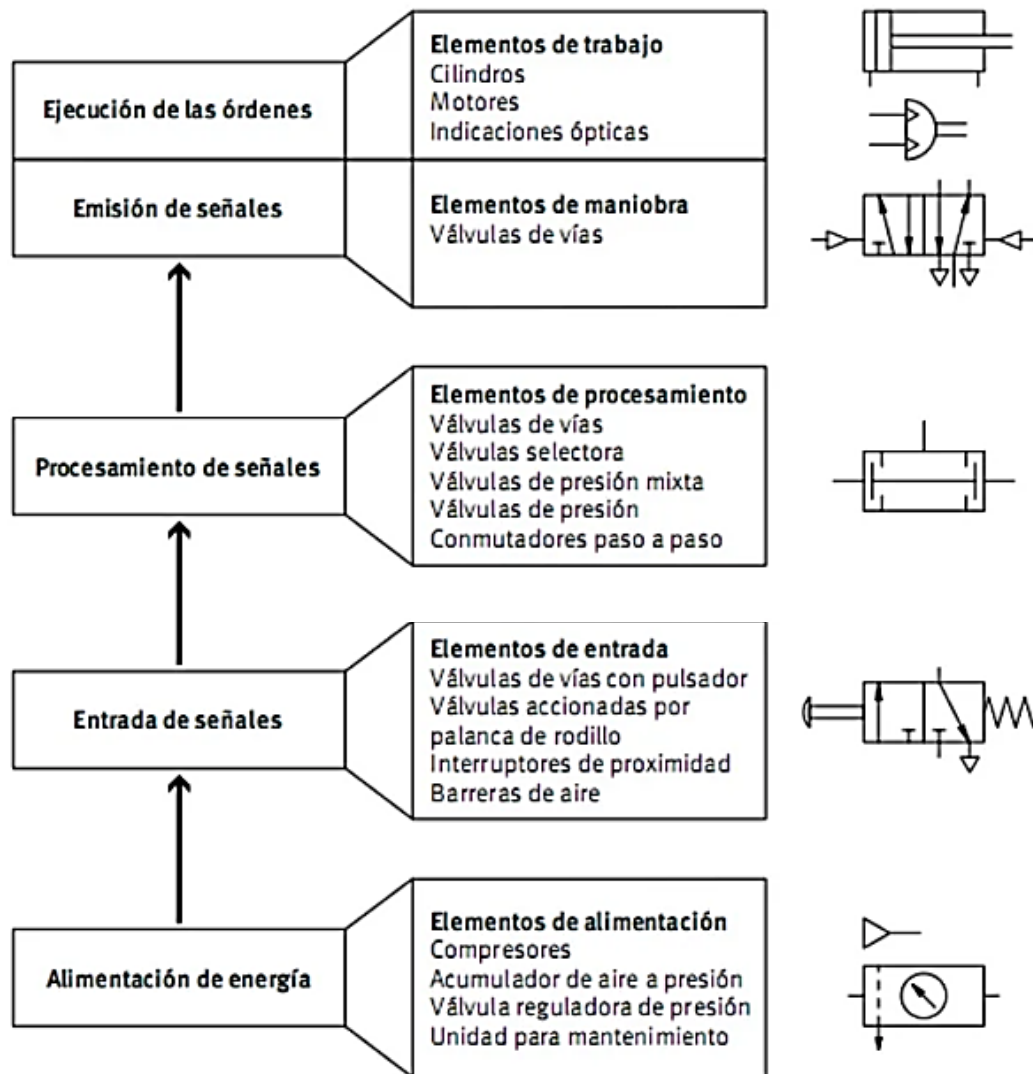 Ejecución de las órdenes
Elementos de trabajo
Cilindros
Motores
Indicaciones ópticas
Emisión de señales
Elementos de maniobra
Válvulas de vías
Procesamiento de señales
Elementos de procesamiento
Válvulas de vías
Válvulas selectora
Válvulas de presión mixta
Válvulas de presión
Conmutadores paso a paso
Entrada de señales
Elementos de entrada
Válvulas de vías con pulsador
Válvulas accionadas por
palanca de rodillo
Interruptores de proximidad
Barreras de aire
Alimentación de energía
Elementos de alimentación
Compresores
Acumulador de aire a presión
Válvula reguladora de presión
Unidad para mantenimiento